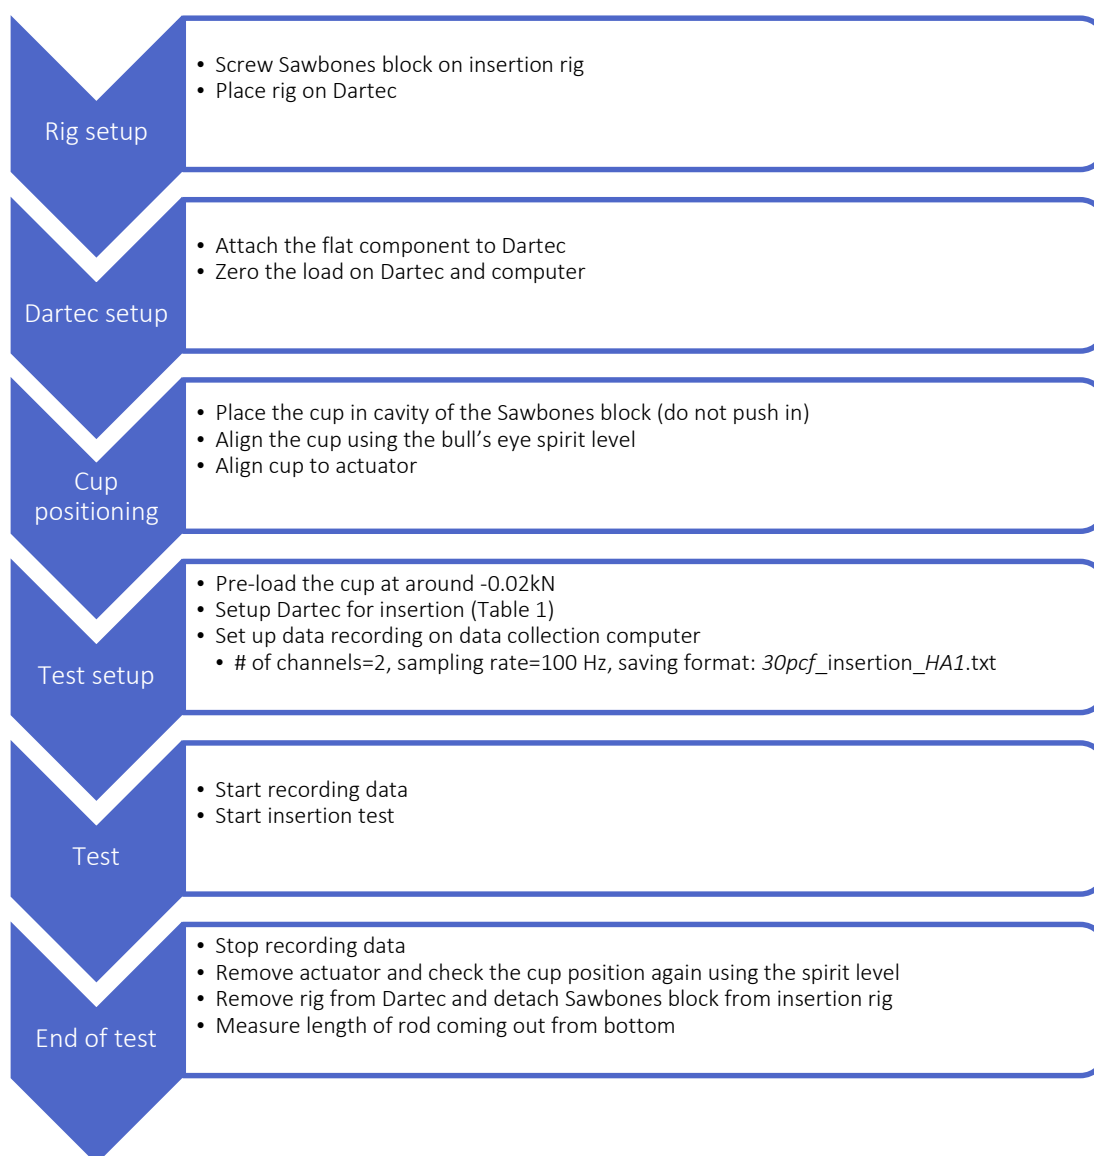 Rig setup
• Screw Sawbones block on insertion rig
• Place rig on Dartec
Dartec setup
• Attach the flat component to Dartec
• Zero the load on Dartec and computer
Cup
positioning
• Place the cup in cavity of the Sawbones block (do not push in)
• Align the cup using the bull’s eye spirit level
• Align cup to actuator
Test setup
• Pre-load the cup at around -0.02kN
• Setup Dartec for insertion (Table 1)
• Set up data recording on data collection computer
• # of channels=2, sampling rate=100 Hz, saving format: 30pcf_insertion_HA1.txt
Test
• Start recording data
• Start insertion test
End of test
• Stop recording data
• Remove actuator and check the cup position again using the spirit level
• Remove rig from Dartec and detach Sawbones block from insertion rig
• Measure length of rod coming out from bottom